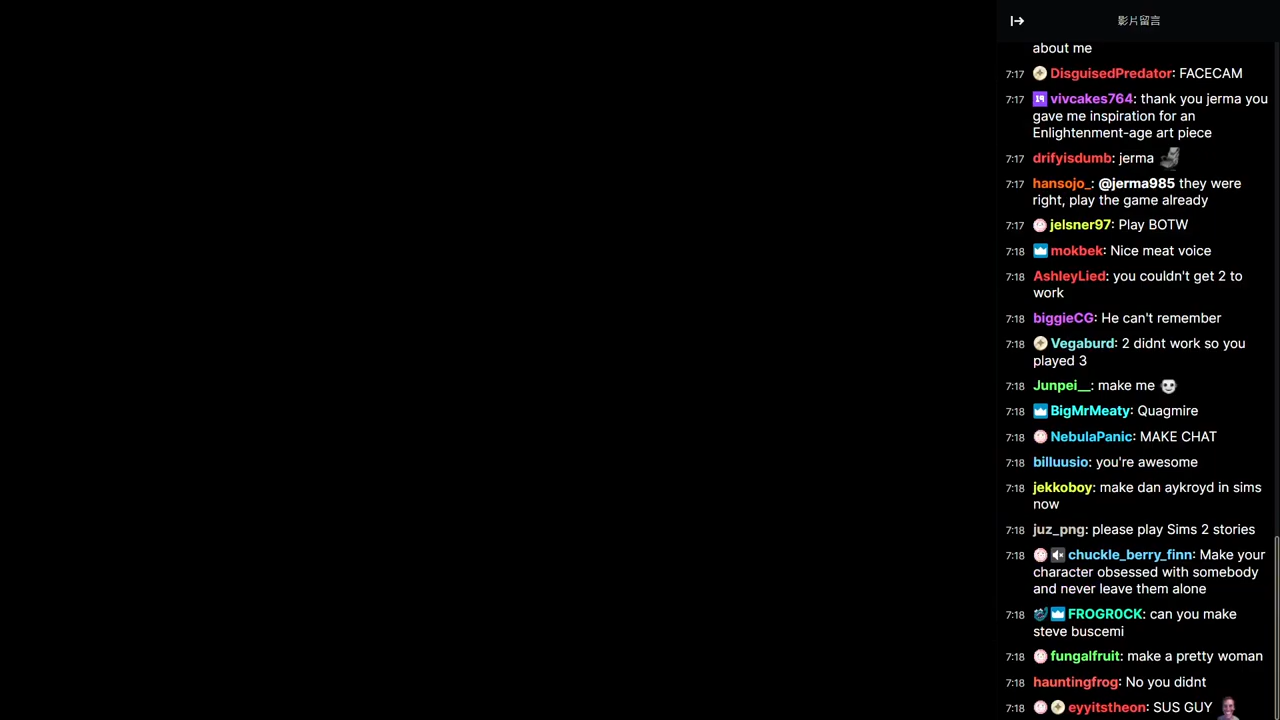 影片留言
about me
7:17 DisguisedPredator: FACECAM
7:17 19 vivcakes764: thank you jerma you
gave me inspiration for an
Enlightenment-age art piece
7:17 drifyisdumb: jerma
7:17 hansojo_: @jerma985 they were
right, play the game already
7:17 jelsner97: Play BOTW
7:18 mokbek: Nice meat voice
7:18 AshleyLied: you couldn't get 2 to
work
7:18 biggieCG: He can't remember
7:18 Vegaburd: 2 didnt work so you
played 3
7:18 Junpei__: make me
7:18 BigMrMeaty: Quagmire
7:18 NebulaPanic: MAKE CHAT
7:18 billuusio: you're awesome
7:18 jekkoboy: make dan aykroyd in sims
now
7:18 juz_png: please play Sims 2 stories
7:18 chuckle_berry_finn: Make your
character obsessed with somebody
and never leave them alone
7:18 FROGR0CK: can you make
steve buscemi
7:18 fungalfruit: make a pretty woman
7:18 hauntingfrog: No you didnt
7:18 eyyitstheon: SUS GUY